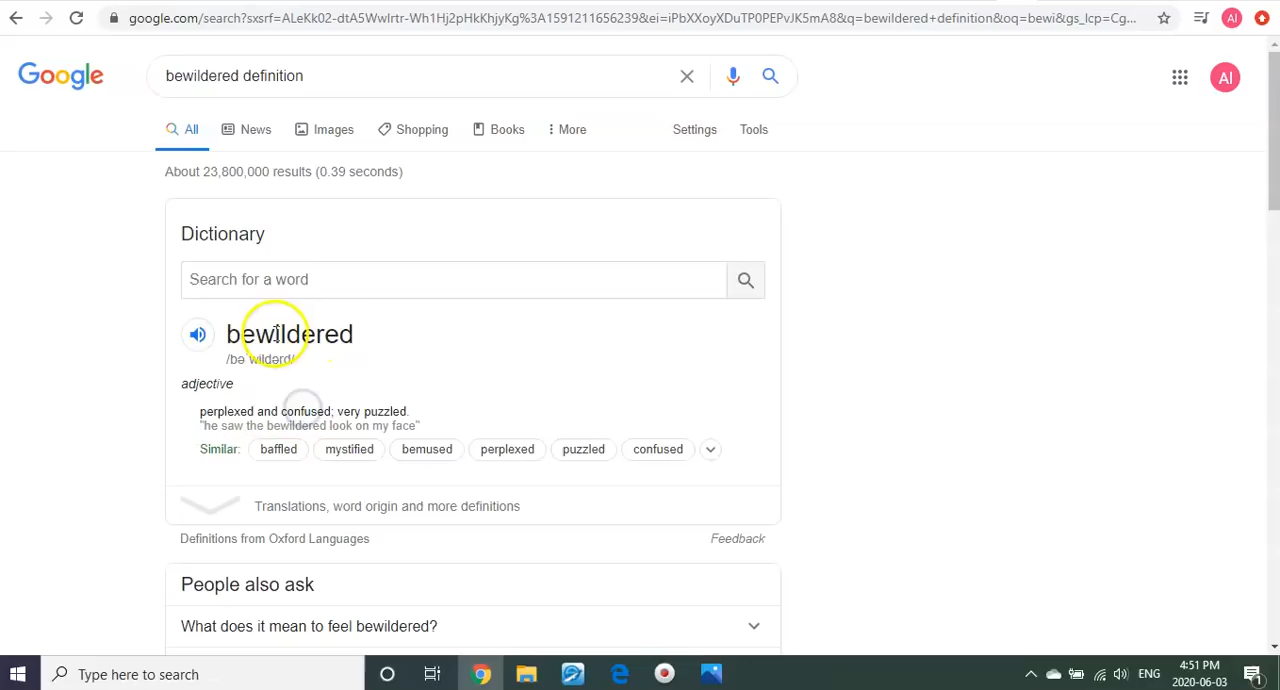 google.com/search?sxsrf=ALeKk02-dtA5WwIrtr-Wh1Hj2pHkKhjyKg%3A1591211656239&ei=iPbXXoyXDuTP0PEPvJK5mA8&q=bewildered+definition&oq=bewi&gs_lcp=Cg...
AI
Google
bewildered definition
AI
All
News
Images
Shopping
Books
More
Settings
Tools
About 23,800,000 results (0.39 seconds)
Dictionary
Search for a word
bewildered
/bəˈwildərd/
adjective
perplexed and confused; very puzzled.
"he saw the bewildered look on my face"
Similar: baffled mystified bemused perplexed puzzled confused
Translations, word origin and more definitions
Definitions from Oxford Languages
Feedback
People also ask
What does it mean to feel bewildered?
Type here to search
ENG
4:51 PM
2020-06-03
1